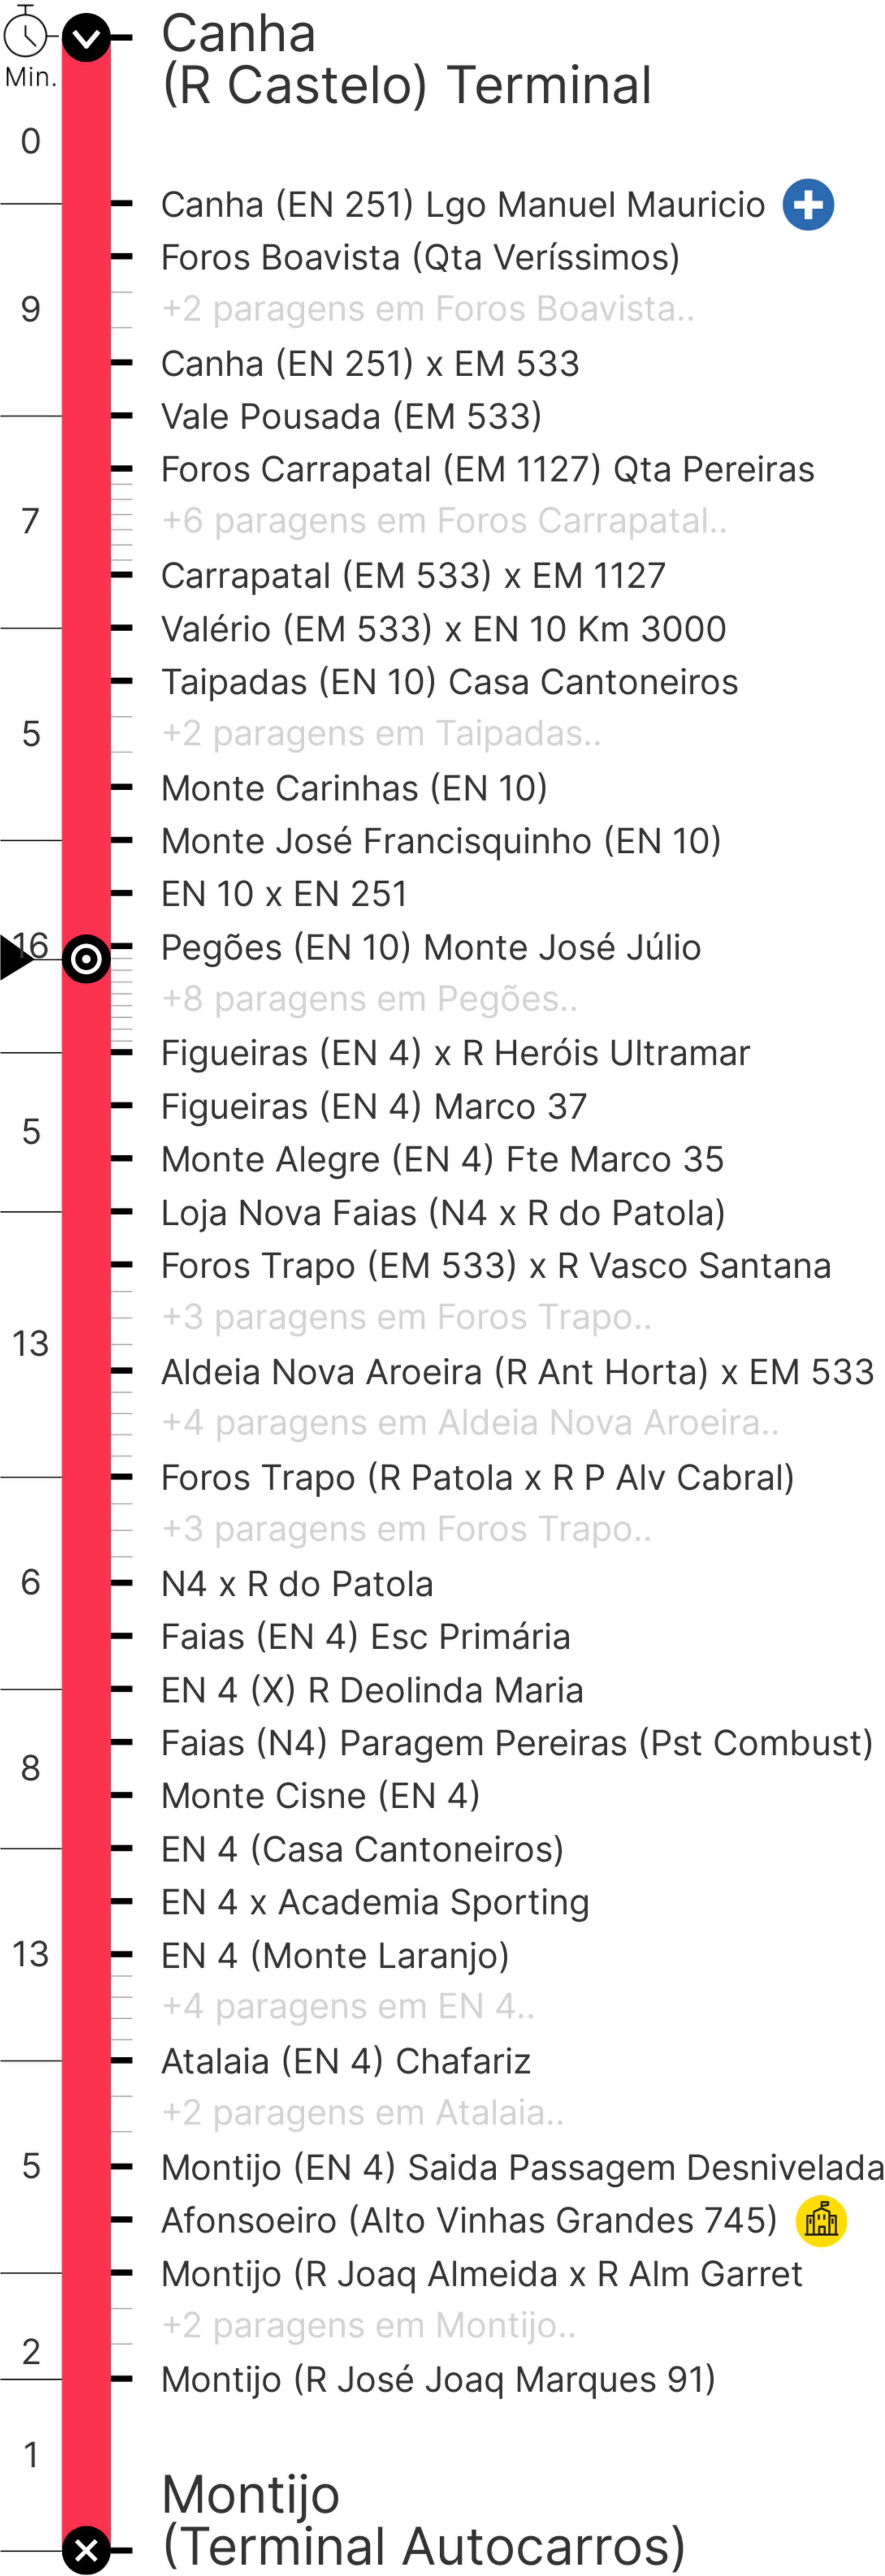 Canha
Min.
(R Castelo) Terminal
0
Canha (EN 251) Lgo Manuel Mauricio
Foros Boavista (Qta Veríssimos)
9
+2 paragens em Foros Boavista..
Canha (EN 251) x EM 533
Vale Pousada (EM 533)
Foros Carrapatal (EM 1127) Qta Pereiras
7
+6 paragens em Foros Carrapatal..
Carrapatal (EM 533) x EM 1127
Valério (EM 533) x EN 10 Km 3000
Taipadas (EN 10) Casa Cantoneiros
5
+2 paragens em Taipadas..
Monte Carinhas (EN 10)
Monte José Francisquinho (EN 10)
EN 10 x EN 251
16
Pegões (EN 10) Monte José Júlio
+8 paragens em Pegões..
Figueiras (EN 4) x R Heróis Ultramar
Figueiras (EN 4) Marco 37
5
Monte Alegre (EN 4) Fte Marco 35
Loja Nova Faias (N4 x R do Patola)
Foros Trapo (EM 533) x R Vasco Santana
+3 paragens em Foros Trapo..
13
Aldeia Nova Aroeira (R Ant Horta) x EM 533
+4 paragens em Aldeia Nova Aroeira..
Foros Trapo (R Patola x R P Alv Cabral)
+3 paragens em Foros Trapo..
6
N4 x R do Patola
Faias (EN 4) Esc Primária
EN 4 (X) R Deolinda Maria
Faias (N4) Paragem Pereiras (Pst Combust)
8
Monte Cisne (EN 4)
EN 4 (Casa Cantoneiros)
EN 4 x Academia Sporting
13
EN 4 (Monte Laranjo)
+4 paragens em EN 4..
Atalaia (EN 4) Chafariz
+2 paragens em Atalaia..
5
Montijo (EN 4) Saida Passagem Desnivelada
Afonsoeiro (Alto Vinhas Grandes 745)
Montijo (R Joaq Almeida x R Alm Garret
+2 paragens em Montijo..
2
Montijo (R José Joaq Marques 91)
1
Montijo
(Terminal Autocarros)